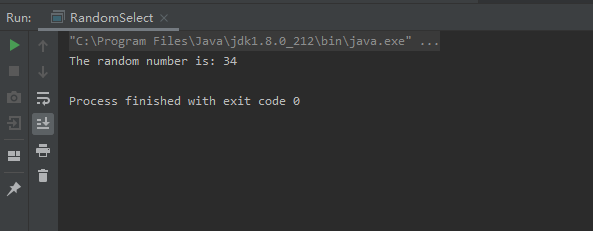 Run: RandomSelect
"C:\Program Files\Java\jdk1.8.0_212\bin\java.exe" ...
The random number is: 34
Process finished with exit code 0